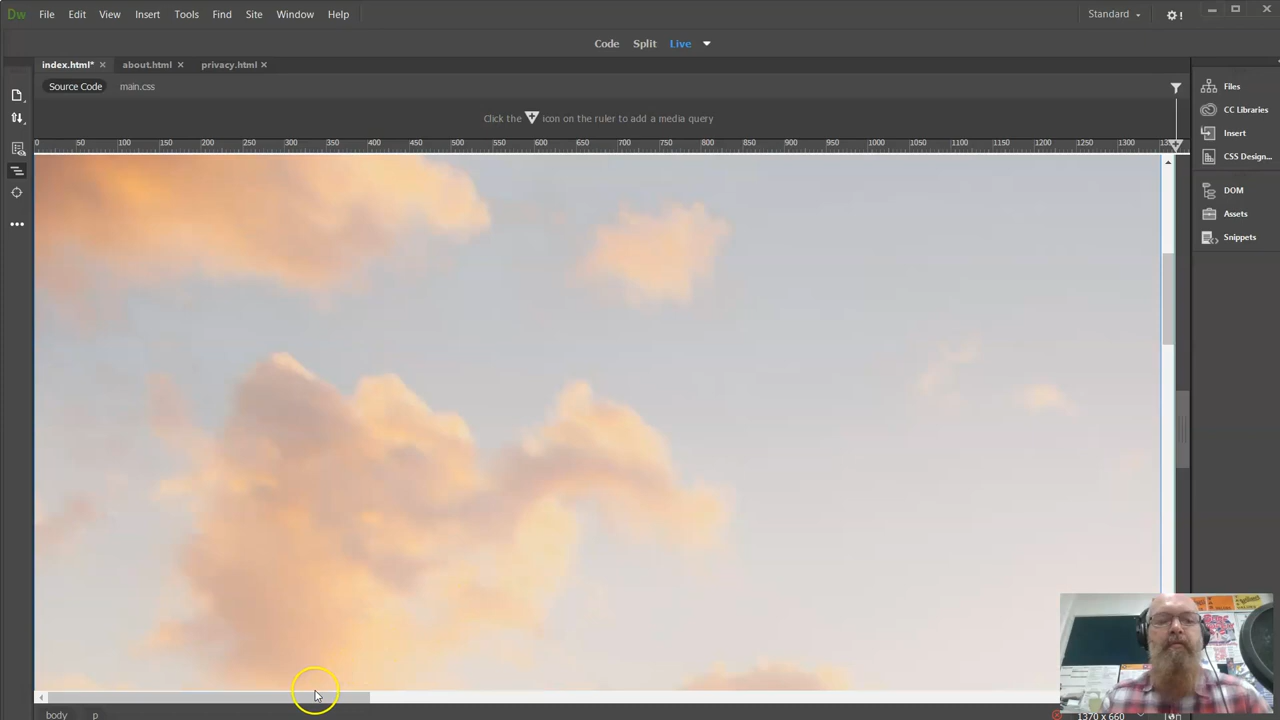 Dw File Edit View Insert Tools Find Site Window Help Standard !
Code Split Live
index.html* about.html privacy.html
Source Code main.css
Click the icon on the ruler to add a media query
0 50 100 150 200 250 300 350 400 450 500 550 600 650 700 750 800 850 900 950 1000 1050 1100 1150 1200 1250 1300
Files
CC Libraries
Insert
CSS Design...
DOM
Assets
Snippets
body p 1370 x 660